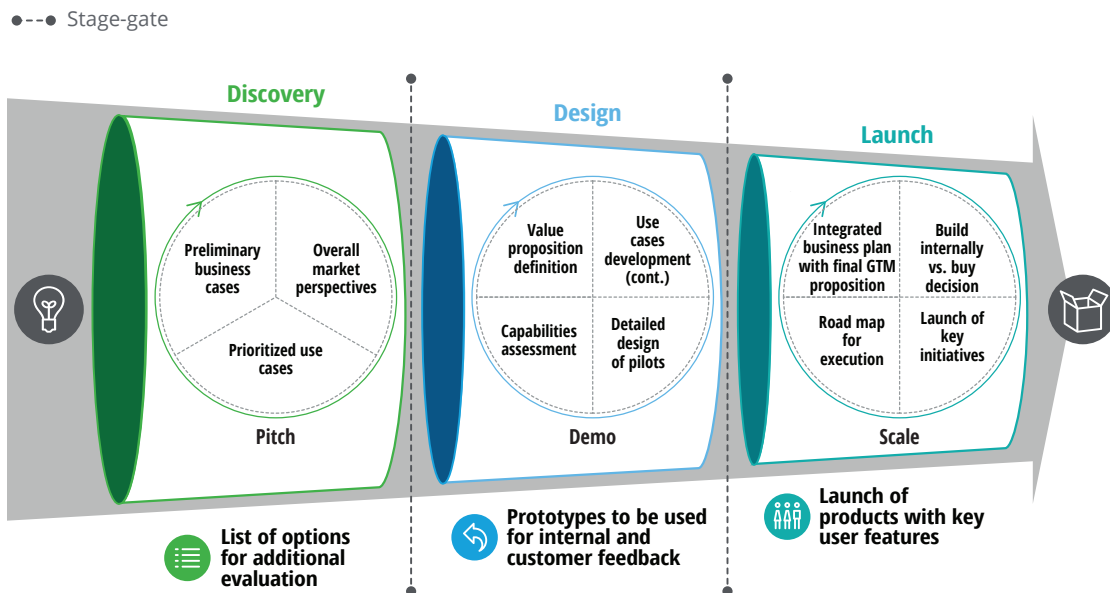 Stage-gate
Discovery
Preliminary
business
cases
Overall
market
perspectives
Prioritized use
cases
Pitch
List of options
for additional
evaluation
Design
Value
proposition
definition
Use
cases
development
(cont.)
Capabilities
assessment
Detailed
design
of pilots
Demo
Prototypes to be used
for internal and
customer feedback
Launch
Integrated
business plan
with final GTM
proposition
Build
internally
vs. buy
decision
Road map
for
execution
Launch of
key
initiatives
Scale
Launch of
products with key
user features